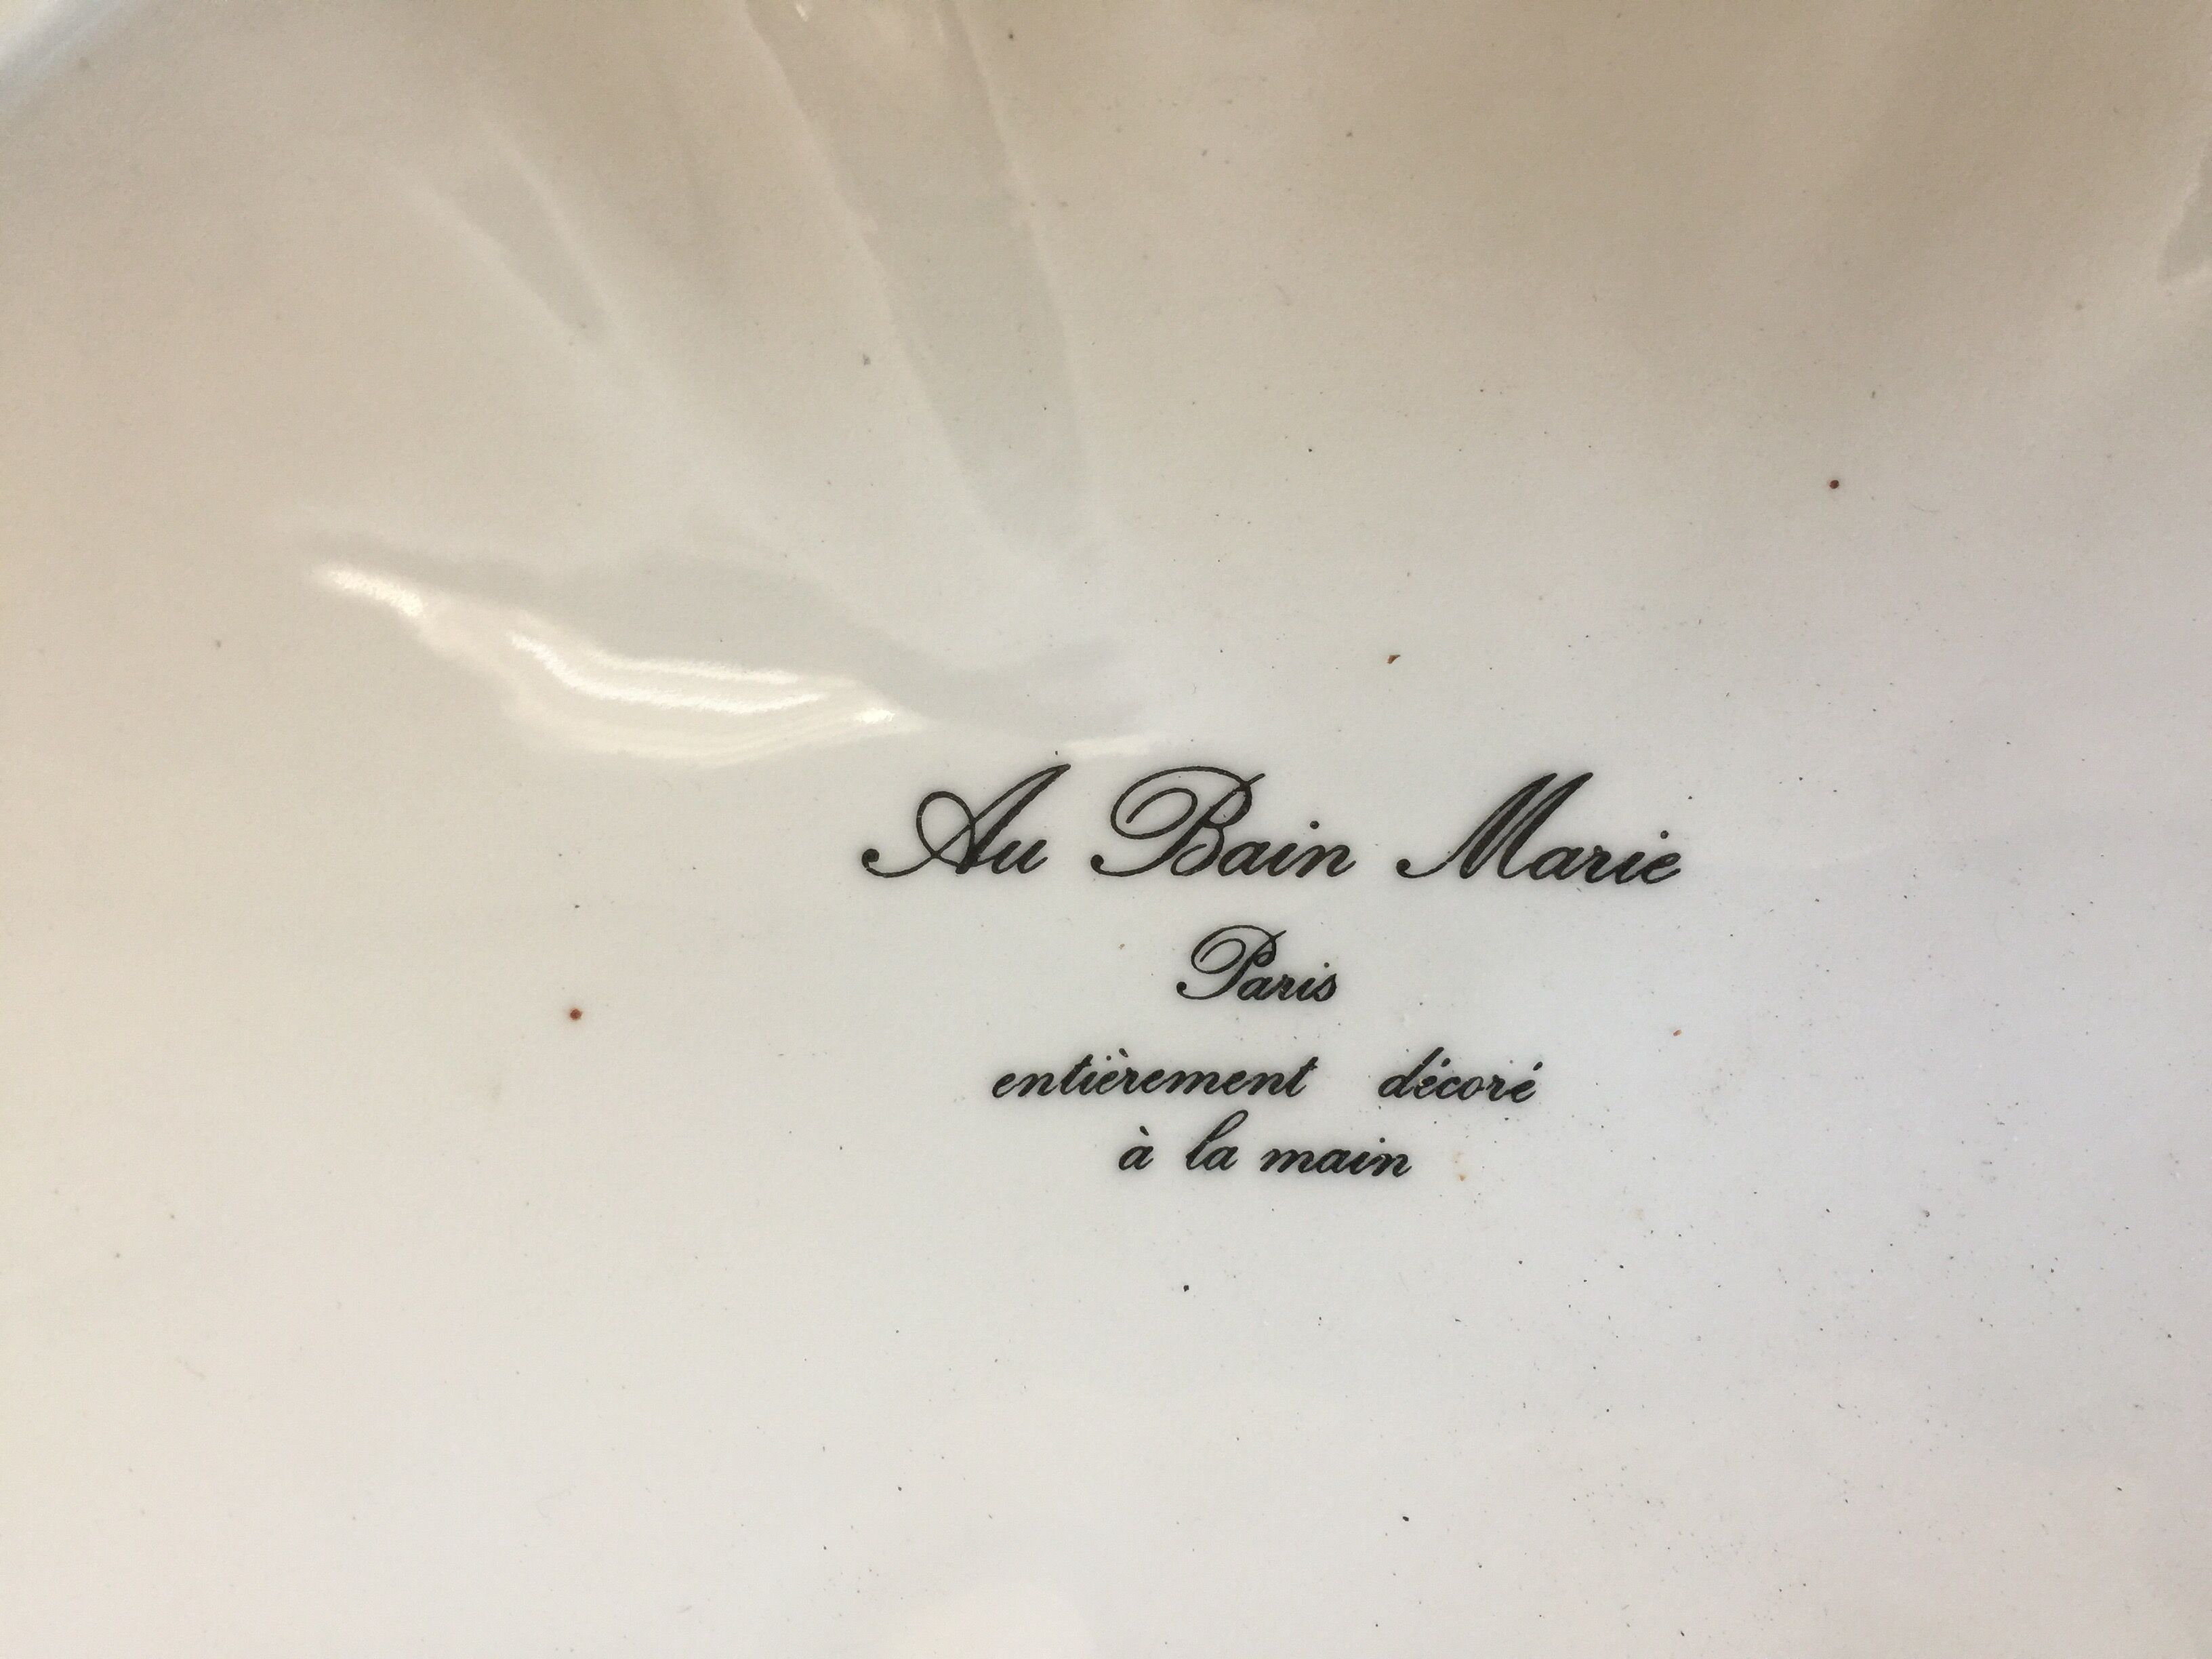 Au Bain Marie
Paris
entièrement décoré
à la main